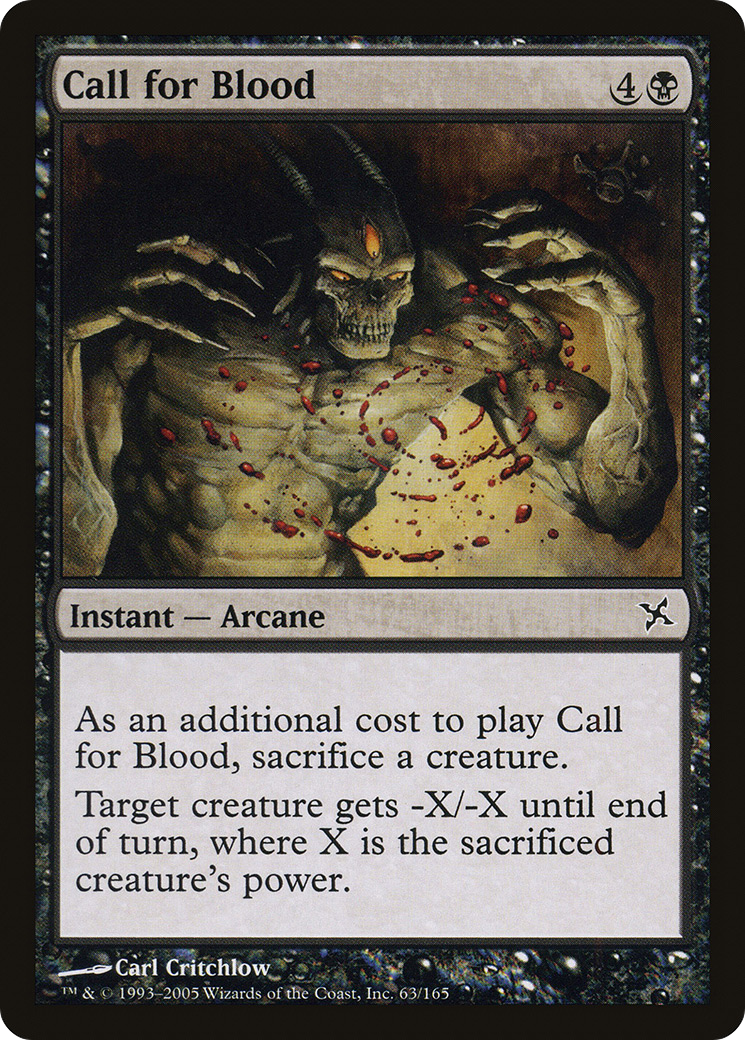 Call for Blood 4
Instant — Arcane
As an additional cost to play Call
for Blood, sacrifice a creature.
Target creature gets -X/-X until end
of turn, where X is the sacrificed
creature's power.
Carl Critchlow
™ & © 1993–2005 Wizards of the Coast, Inc. 63/165